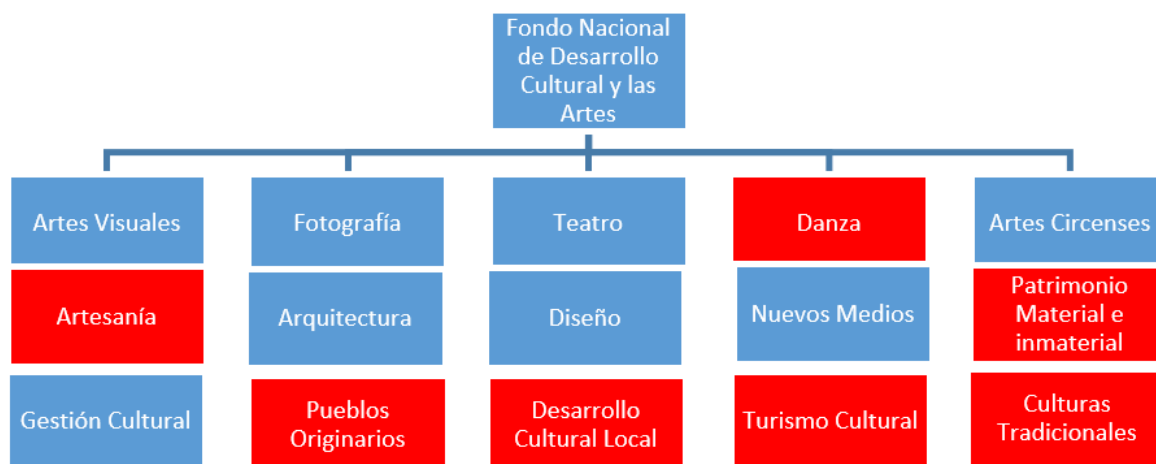 Fondo Nacional
de Desarrollo
Cultural y las
Artes
Artes Visuales
Fotografía
Teatro
Danza
Artes Circenses
Artesanía
Arquitectura
Diseño
Nuevos Medios
Patrimonio
Material e
inmaterial
Gestión Cultural
Pueblos
Originarios
Desarrollo
Cultural Local
Turismo Cultural
Culturas
Tradicionales